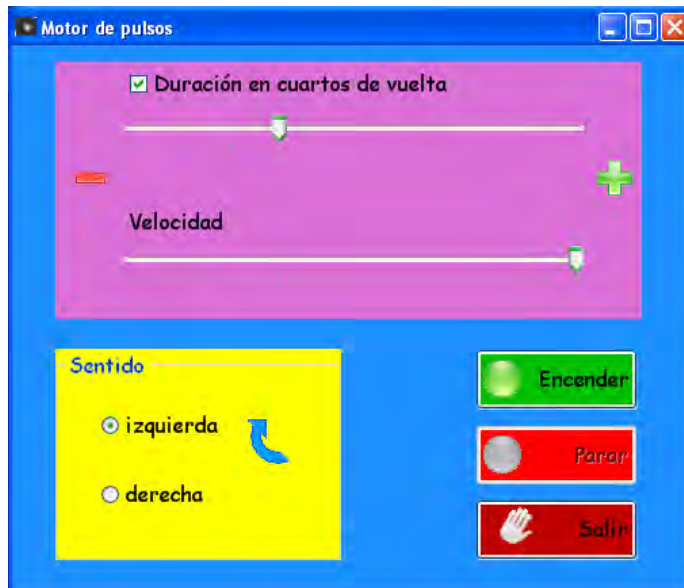 Motor de pulsos
Duración en cuartos de vuelta
Velocidad
Sentido
izquierda
derecha
Encender
Parar
Salir